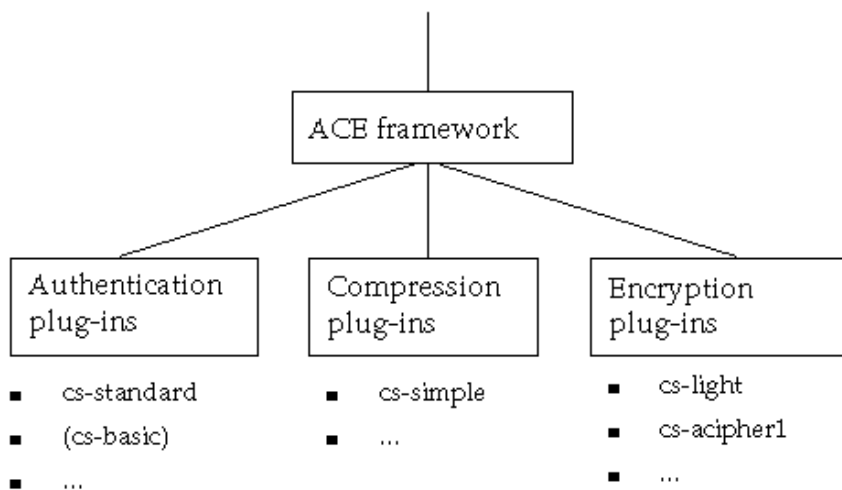 ACE framework
Authentication
plug-ins
cs-standard
(cs-basic)
...
Compression
plug-ins
cs-simple
...
Encryption
plug-ins
cs-light
cs-acipher1
...